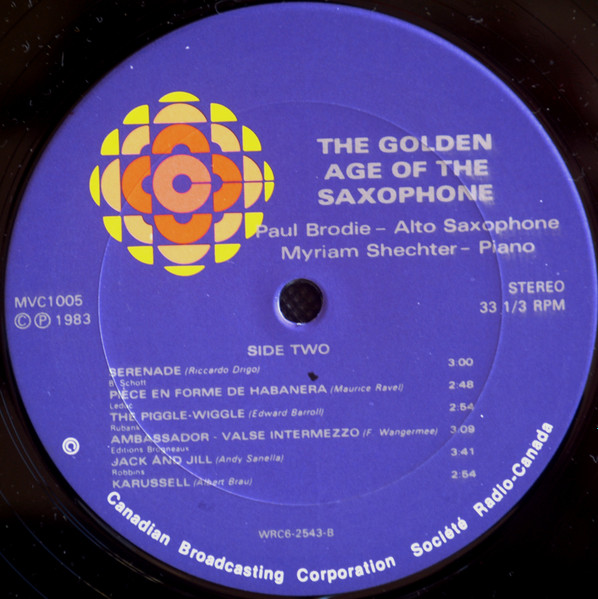 THE GOLDEN
AGE OF THE
SAXOPHONE
Paul Brodie – Alto Saxophone
Myriam Shechter – Piano
MVC1005
© ℗ 1983
STEREO
33 1/3 RPM
SIDE TWO
SERENADE (Riccardo Drigo) 3:00
B. Schott
PIECE EN FORME DE HABANERA (Maurice Ravel) 2:48
Leduc
THE PIGGLE-WIGGLE (Edward Barroll) 2:54
Rubank
AMBASSADOR - VALSE INTERMEZZO (F. Wangermee) 3:09
Editions Brogneaux
JACK AND JILL (Andy Sanella) 3:41
Robbins
KARUSSELL (Albert Brau) 2:54
WRC6-2543-B
© Canadian Broadcasting Corporation Société Radio-Canada